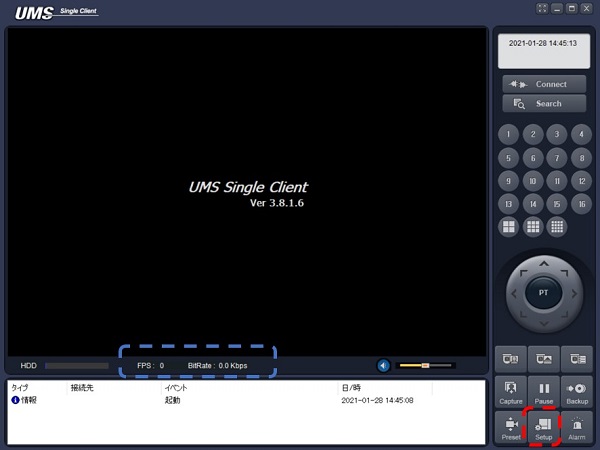 UMS Single Client
2021-01-28 14:45:13
Connect
Search
1 2 3 4
5 6 7 8
9 10 11 12
13 14 15 16
UMS Single Client
Ver 3.8.1.6
PT
HDD FPS : 0 BitRate : 0.0 Kbps
タイプ 接続先 イベント 日/時
情報 起動 2021-01-28 14:45:08
Capture Pause Backup
Preset Setup Alarm